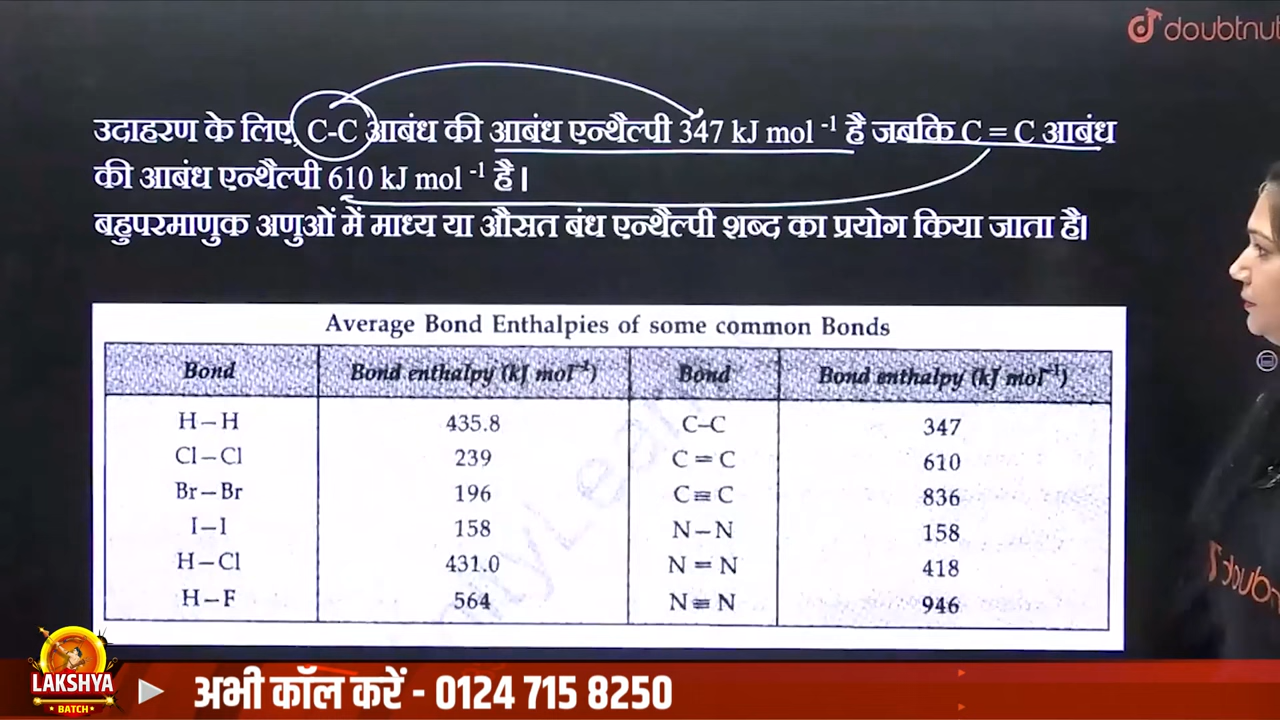 doubtnut
उदाहरण के लिए, C-C आबंध की आबंध एन्थैल्पी 347 kJ mol -1 है जबकि C = C आबंध
की आबंध एन्थैल्पी 610 kJ mol -1 है।
बहुपरमाणुक अणुओं में माध्य या औसत बंध एन्थैल्पी शब्द का प्रयोग किया जाता है।
Average Bond Enthalpies of some common Bonds
Bond Bond enthalpy (kJ mol-1) Bond Bond enthalpy (kJ mol-1)
H–H 435.8 C–C 347
Cl–Cl 239 C=C 610
Br–Br 196 C≡C 836
I–I 158 N–N 158
H–Cl 431.0 N=N 418
H–F 564 N≡N 946
LAKSHYA
BATCH
अभी कॉल करें - 0124 715 8250